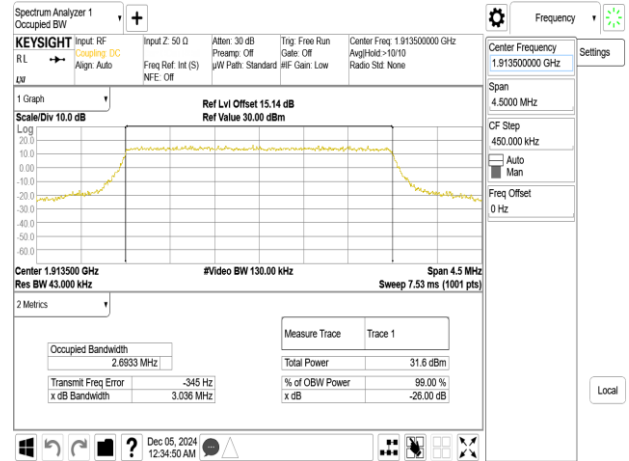 Spectrum Analyzer 1
Occupied BW
Frequency
KEYSIGHT
Input: RF
Coupling: DC
Align: Auto
Input Z: 50 Ω
Freq Ref: Int (S)
NFE: Off
Atten: 30 dB
Preamp: Off
µW Path: Standard
Trig: Free Run
Gate: Off
#IF Gain: Low
Center Freq: 1.913500000 GHz
Avg|Hold:>10/10
Radio Std: None
RL
LXI
Center Frequency
1.913500000 GHz
Settings
Span
4.5000 MHz
CF Step
450.000 kHz
Auto
Man
Freq Offset
0 Hz
Local
1 Graph
Scale/Div 10.0 dB
Ref Lvl Offset 15.14 dB
Ref Value 30.00 dBm
Log
20.0
10.0
0.00
-10.0
-20.0
-30.0
-40.0
-50.0
-60.0
Center 1.913500 GHz
#Video BW 130.00 kHz
Span 4.5 MHz
Res BW 43.000 kHz
Sweep 7.53 ms (1001 pts)
2 Metrics
Measure Trace Trace 1
Occupied Bandwidth
2.6933 MHz
Total Power 31.6 dBm
Transmit Freq Error -345 Hz
% of OBW Power 99.00 %
x dB Bandwidth 3.036 MHz
x dB -26.00 dB
?
Dec 05, 2024
12:34:50 AM